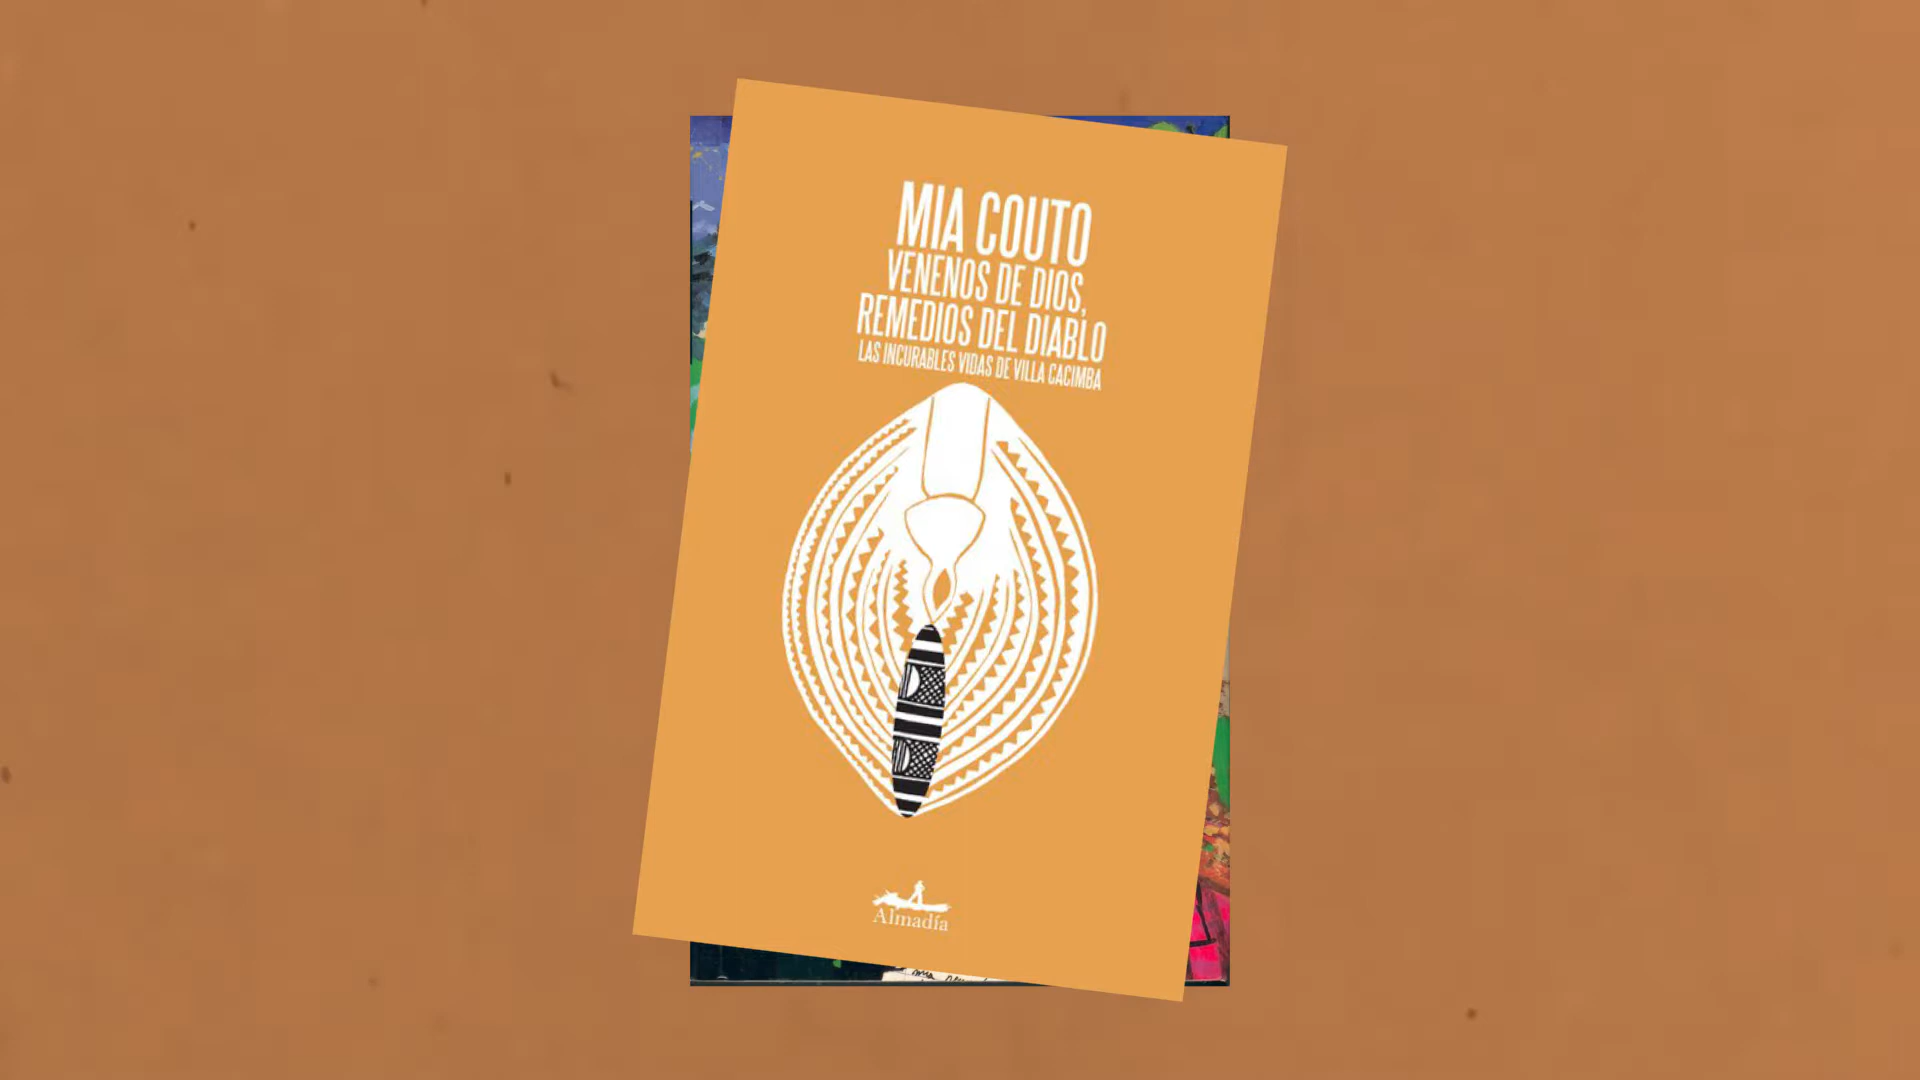 MIA COUTO
VENENOS DE DIOS,
REMEDIOS DEL DIABLO
LAS INCURABLES VIDAS DE VILLA CACIMBA
Almadía